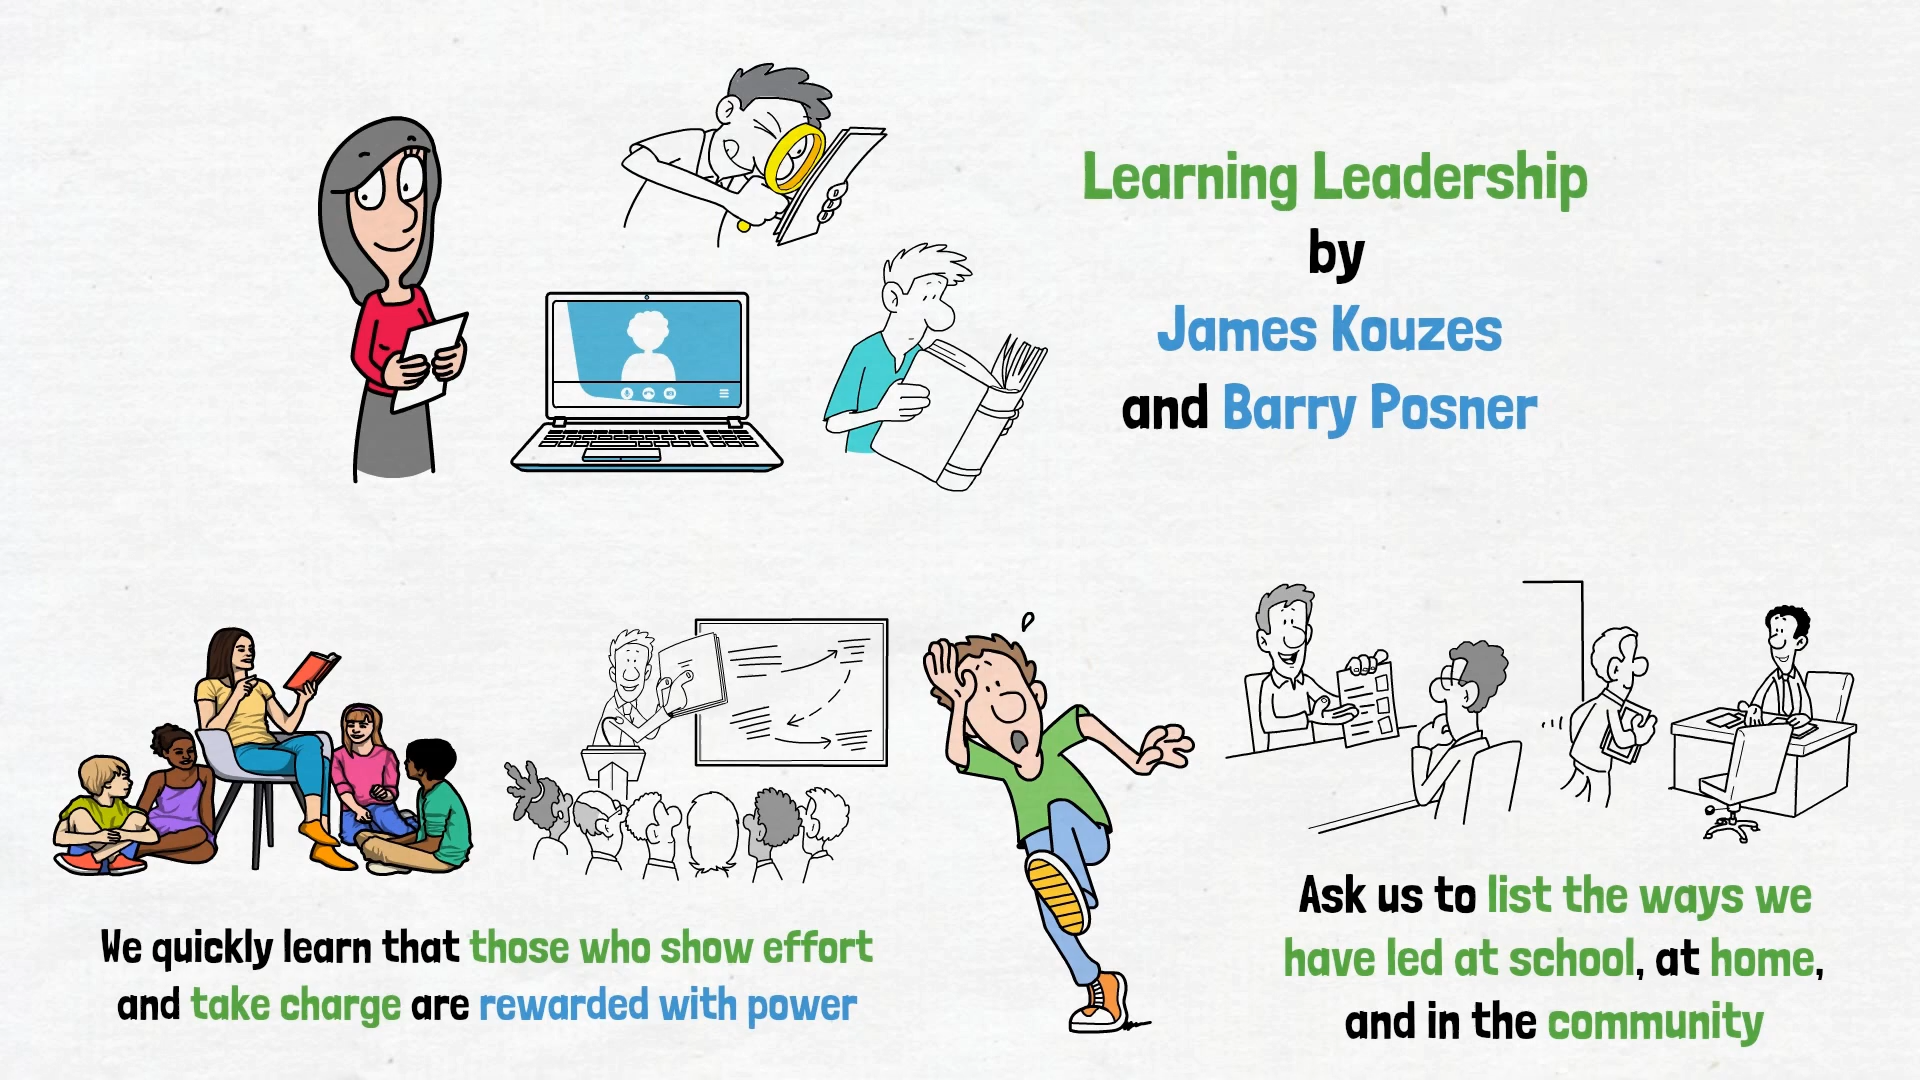 Learning Leadership
by
James Kouzes
and Barry Posner
We quickly learn that those who show effort
and take charge are rewarded with power
Ask us to list the ways we
have led at school, at home,
and in the community